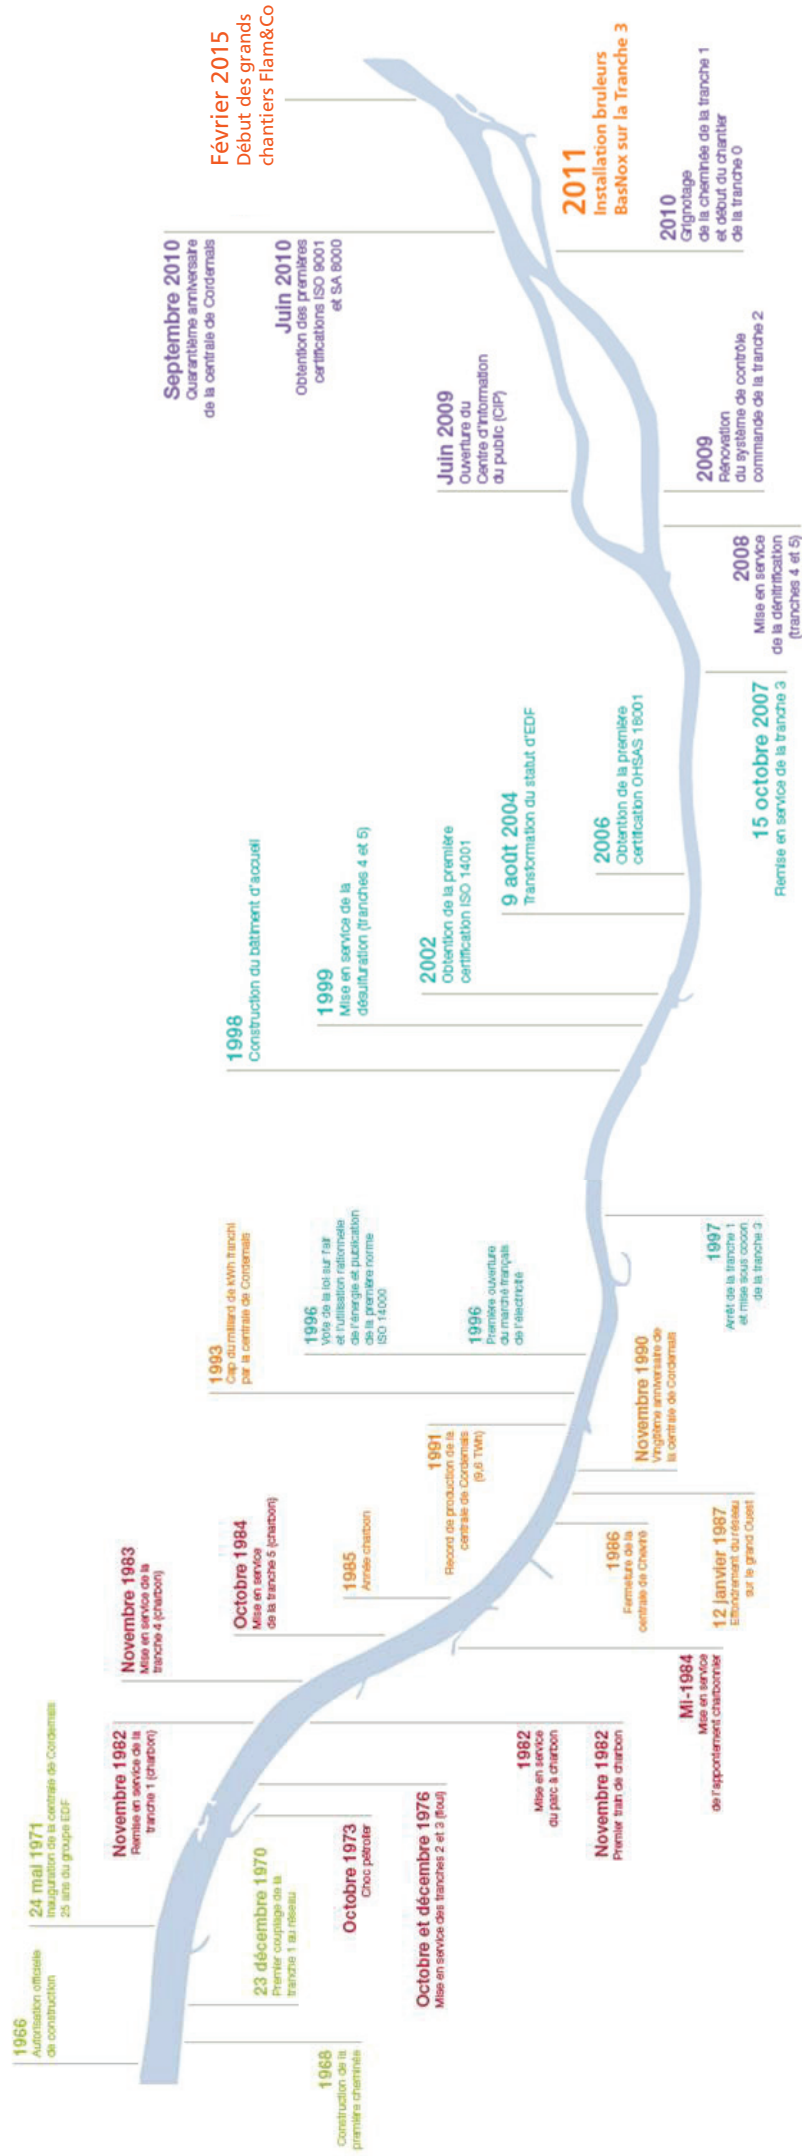 1966
Autorisation officielle
de construction
24 mai 1971
Inauguration de la centrale de Cordemais
25 ans du groupe EDF
1968
Construction de la
première cheminée
23 décembre 1970
Premier couplage de la
tranche 1 au réseau
Octobre 1973
Choc pétrolier
Octobre et décembre 1976
Mise en service des tranches 2 et 3 (fioul)
Novembre 1982
Remise en service de la
tranche 1 (charbon)
1982
Mise en service
du parc à charbon
Novembre 1982
Premier train de charbon
Novembre 1983
Mise en service de la
tranche 4 (charbon)
Octobre 1984
Mise en service
de la tranche 5 (charbon)
Mi-1984
Mise en service
de l'appontement charbonnier
1985
Année charbon
1986
Fermeture de la
centrale de Cheviré
12 janvier 1987
Effondrement du réseau
sur le grand Ouest
Novembre 1990
Vingtième anniversaire de
la centrale de Cordemais
1991
Record de production de la
centrale de Cordemais
(9,6 TWh)
1993
Cap du milliard de kWh franchi
par la centrale de Cordemais
1996
Vote de la loi sur l'air
et l'utilisation rationnelle
de l'énergie et publication
de la première norme
ISO 14000
1996
Première ouverture
du marché français
de l'électricité
1997
Arrêt de la tranche 1
et mise sous cocon
de la tranche 3
1998
Construction du bâtiment d'accueil
1999
Mise en service de la
désulfuration (tranches 4 et 5)
2002
Obtention de la première
certification ISO 14001
9 août 2004
Transformation du statut d'EDF
2006
Obtention de la première
certification OHSAS 18001
15 octobre 2007
Remise en service de la tranche 3
2008
Mise en service
de la dénitrification
(tranches 4 et 5)
2009
Rénovation
du système de contrôle
commande de la tranche 2
Juin 2009
Ouverture du
Centre d'information
du public (CIP)
Septembre 2010
Quarantième anniversaire
de la centrale de Cordemais
Juin 2010
Obtention des premières
certifications ISO 9001
et SA 8000
2010
Grignotage
de la cheminée de la tranche 1
et début du chantier
de la tranche 0
2011
Installation bruleurs
BasNox sur la Tranche 3
Février 2015
Début des grands
chantiers Flam&Co